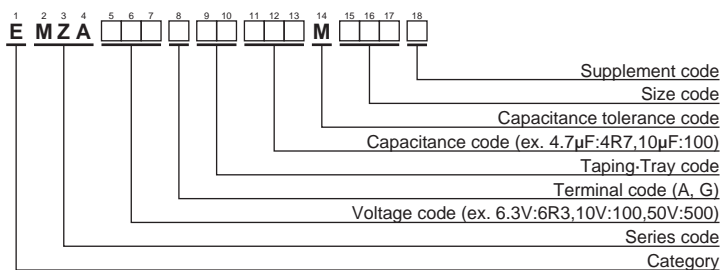 1 2 3 4 5 6 7 8 9 10 11 12 13 14 15 16 17 18
E MZA M
Supplement code
Size code
Capacitance tolerance code
Capacitance code (ex. 4.7μF:4R7,10μF:100)
Taping·Tray code
Terminal code (A, G)
Voltage code (ex. 6.3V:6R3,10V:100,50V:500)
Series code
Category